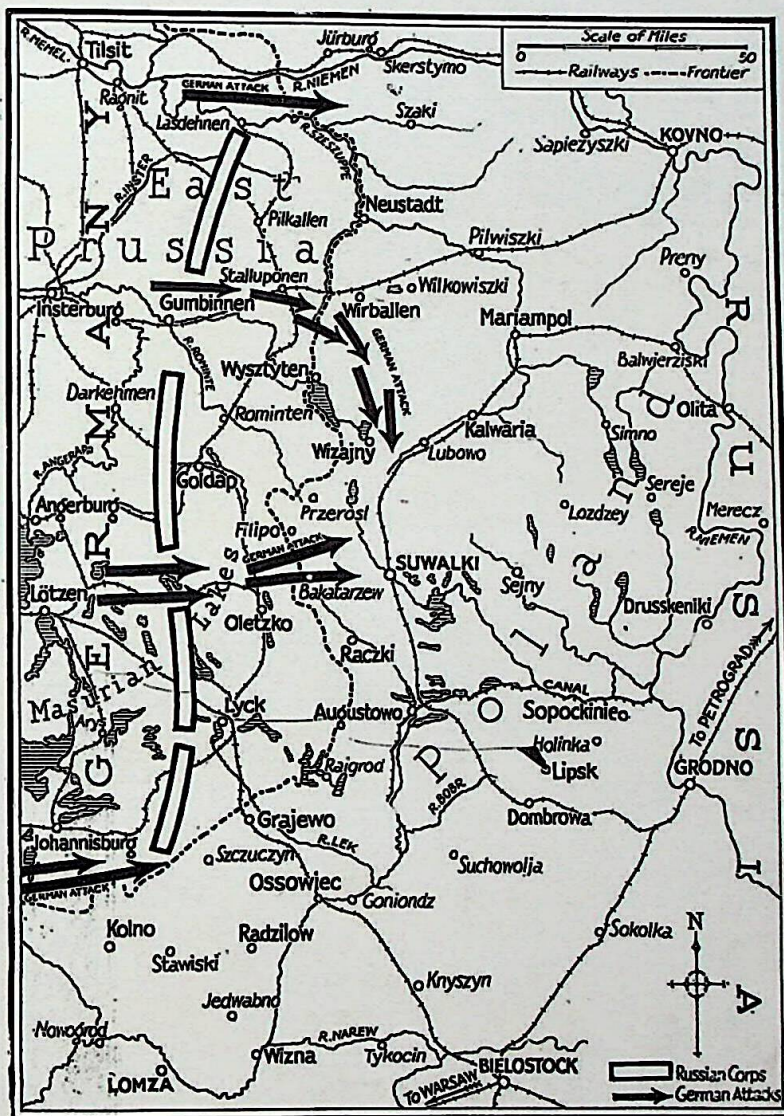 Scale of Miles
0 50
Railways Frontier
R.MEMEL.
Tilsit
Jürburg
Skerstymo
R.NIEMEN
GERMAN ATTACK
Ragnit
Lasdehnen
R.SZESZUPPE
Szaki
Sapiezyszki
KOVNO
R.INSTER
East
Prussia
Pilkallen
Neustadt
Pilwiszki
Preny
Stalluponen
Wilkowiszki
Insterburg
Gumbinnen
Wirballen
Mariampol
GERMAN ATTACK
R.ROMINTE
Wysztyten
Balwierziski
Darkehmen
Rominten
Olita
Wizajny
Lubowo
Kalwaria
Simno
R.ANGERAP
Goldap
Sereje
Angerburg
Przerosl
Lozdzey
Merecz
Filipo
R.NIEMEN
GERMAN ATTACK
SUWALKI
Sejny
Lötzen
Bakatarzew
Drusskeniki
Oletzko
Masurian Lakes
Raczki
Arys
Lyck
Augustowo
CANAL
Sopockinie
To PETROGRAD
Holinka
Lipsk
Raigrod
GRODNO
R.BOBR
Dombrowa
Grajewo
Johannisburg
R.LEK
Szczuczyn
Suchowolja
GERMAN ATTACK
Ossowiec
Goniondz
Kolno
Radzilow
Sokolka
Stawiski
N
Knyszyn
Jedwabno
Nowogrod
R.NAREW
Wizna
Tykocin
LOMZA
BIELOSTOCK
To WARSAW
Russian Corps
German Attacks
GERMANY
Poland
RUSSIA